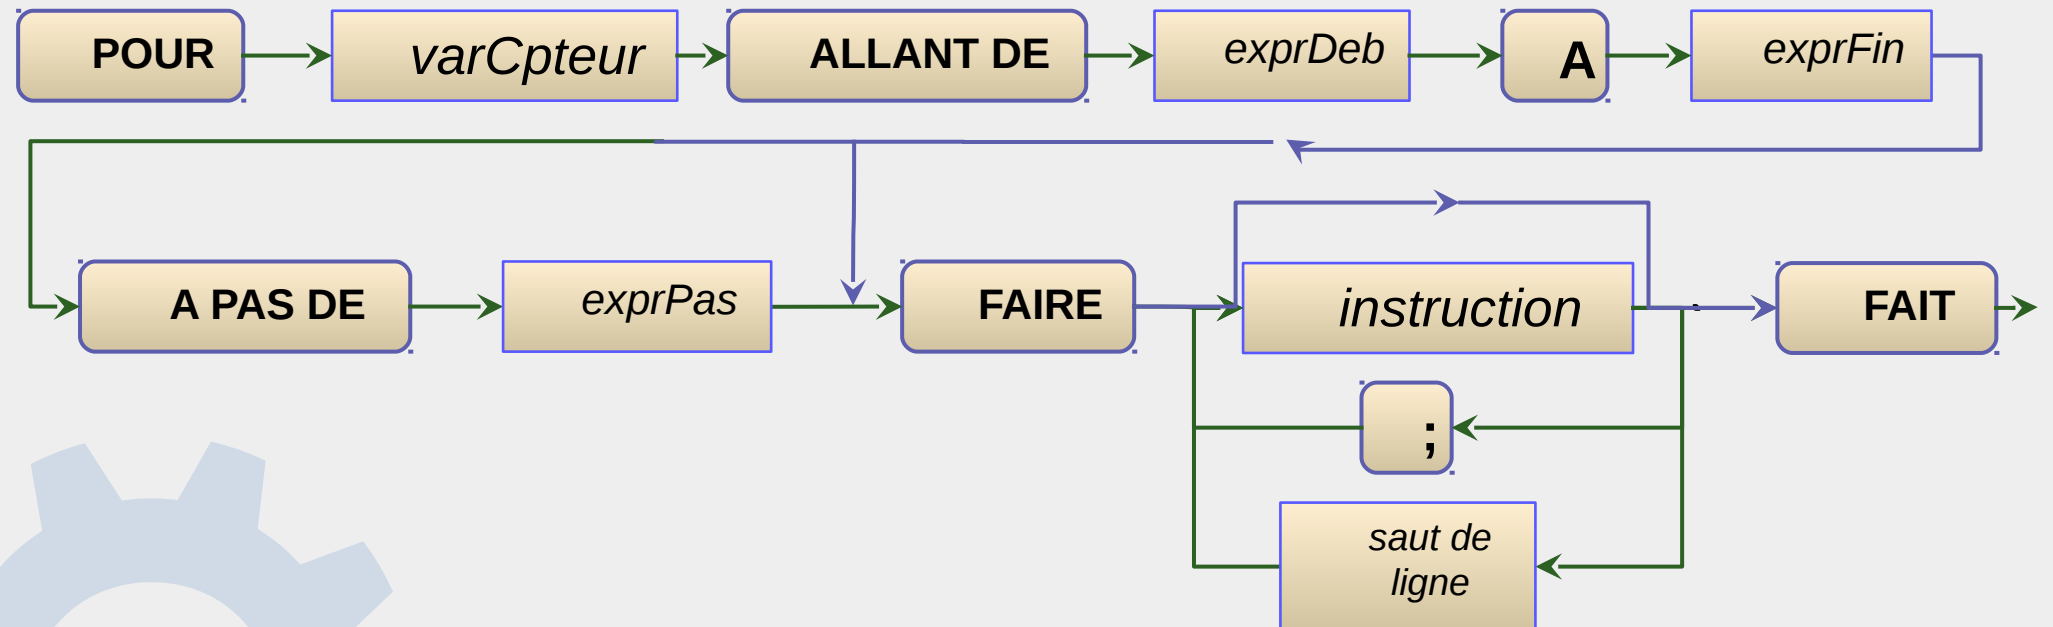 POUR varCpteur ALLANT DE exprDeb A exprFin
A PAS DE exprPas FAIRE instruction FAIT
;
saut de
ligne